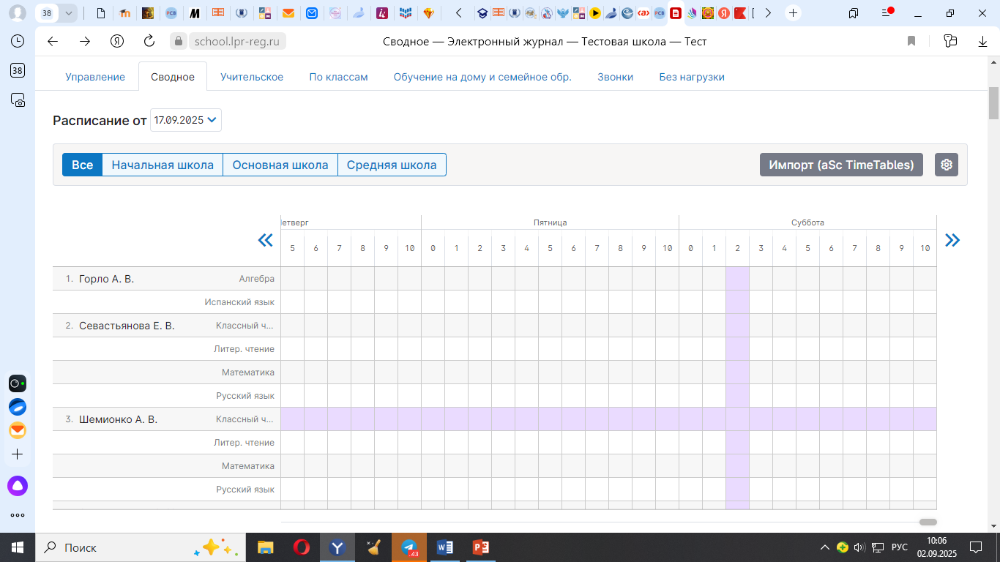 38
Сводное — Электронный журнал — Тестовая школа — Тест
school.lpr-reg.ru
38
Управление Сводное Учительское По классам Обучение на дому и семейное обр. Звонки Без нагрузки
Расписание от 17.09.2025
Все Начальная школа Основная школа Средняя школа Импорт (aSc TimeTables)
етверг Пятница Суббота
5 6 7 8 9 10 0 1 2 3 4 5 6 7 8 9 10 0 1 2 3 4 5 6 7 8 9 10
1. Горло А. В. Алгебра
Испанский язык
2. Севастьянова Е. В. Классный ч...
Литер. чтение
Математика
Русский язык
3. Шемионко А. В. Классный ч...
Литер. чтение
Математика
Русский язык
Поиск
43
РУС
10:06
02.09.2025